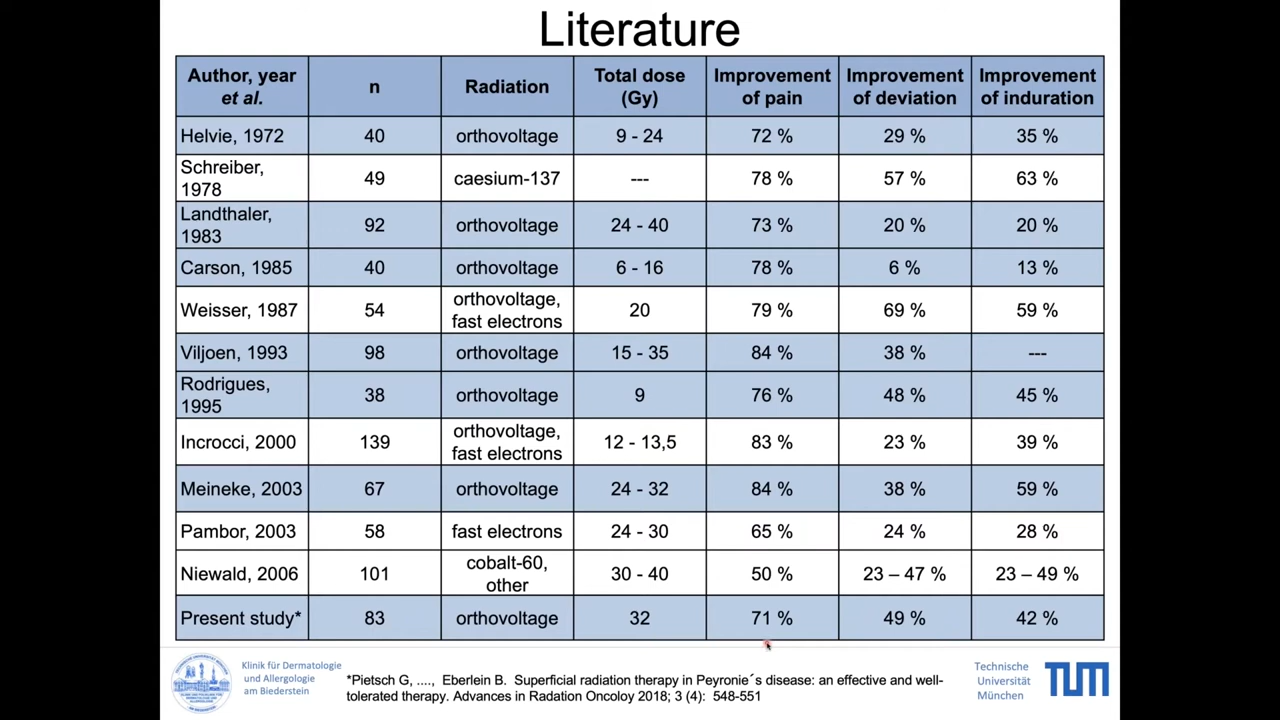 Literature
Author, year et al. n Radiation Total dose (Gy) Improvement of pain Improvement of deviation Improvement of induration
Helvie, 1972 40 orthovoltage 9 - 24 72 % 29 % 35 %
Schreiber, 1978 49 caesium-137 --- 78 % 57 % 63 %
Landthaler, 1983 92 orthovoltage 24 - 40 73 % 20 % 20 %
Carson, 1985 40 orthovoltage 6 - 16 78 % 6 % 13 %
Weisser, 1987 54 orthovoltage, fast electrons 20 79 % 69 % 59 %
Viljoen, 1993 98 orthovoltage 15 - 35 84 % 38 % ---
Rodrigues, 1995 38 orthovoltage 9 76 % 48 % 45 %
Incrocci, 2000 139 orthovoltage, fast electrons 12 - 13,5 83 % 23 % 39 %
Meineke, 2003 67 orthovoltage 24 - 32 84 % 38 % 59 %
Pambor, 2003 58 fast electrons 24 - 30 65 % 24 % 28 %
Niewald, 2006 101 cobalt-60, other 30 - 40 50 % 23 – 47 % 23 – 49 %
Present study* 83 orthovoltage 32 71 % 49 % 42 %
Klinik für Dermatologie
und Allergologie
am Biederstein
*Pietsch G, ...., Eberlein B. Superficial radiation therapy in Peyronie´s disease: an effective and well-
tolerated therapy. Advances in Radiation Oncoloy 2018; 3 (4): 548-551
Technische
Universität
München
TUM